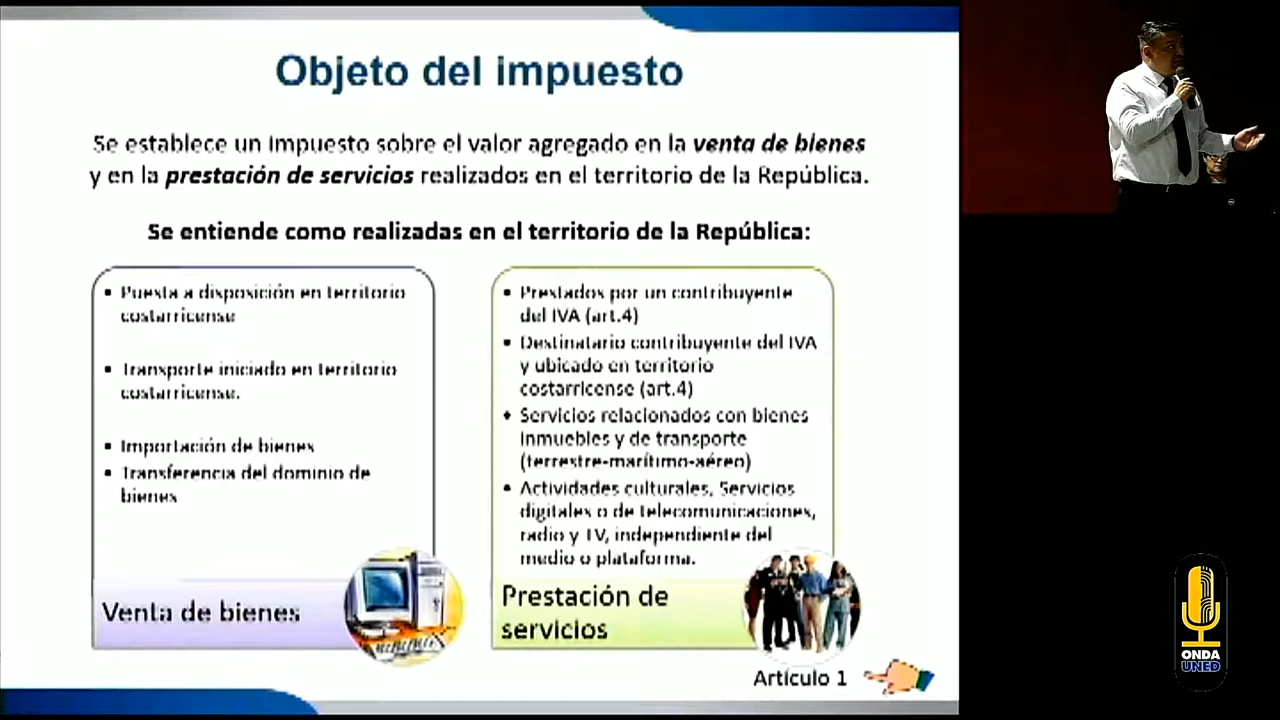 Objeto del impuesto
Se establece un impuesto sobre el valor agregado en la venta de bienes
y en la prestación de servicios realizados en el territorio de la República.
Se entiende como realizadas en el territorio de la República:
• Puesta a disposición en territorio
costarricense
• Transporte iniciado en territorio
costarricense.
• Importación de bienes
• Transferencia del dominio de
bienes
Venta de bienes
• Prestados por un contribuyente
del IVA (art.4)
• Destinatario contribuyente del IVA
y ubicado en territorio
costarricense (art.4)
• Servicios relacionados con bienes
inmuebles y de transporte
(terrestre-marítimo-aéreo)
• Actividades culturales, Servicios
digitales o de telecomunicaciones,
radio y TV, independiente del
medio o plataforma.
Prestación de
servicios
Artículo 1
ONDA
UNED